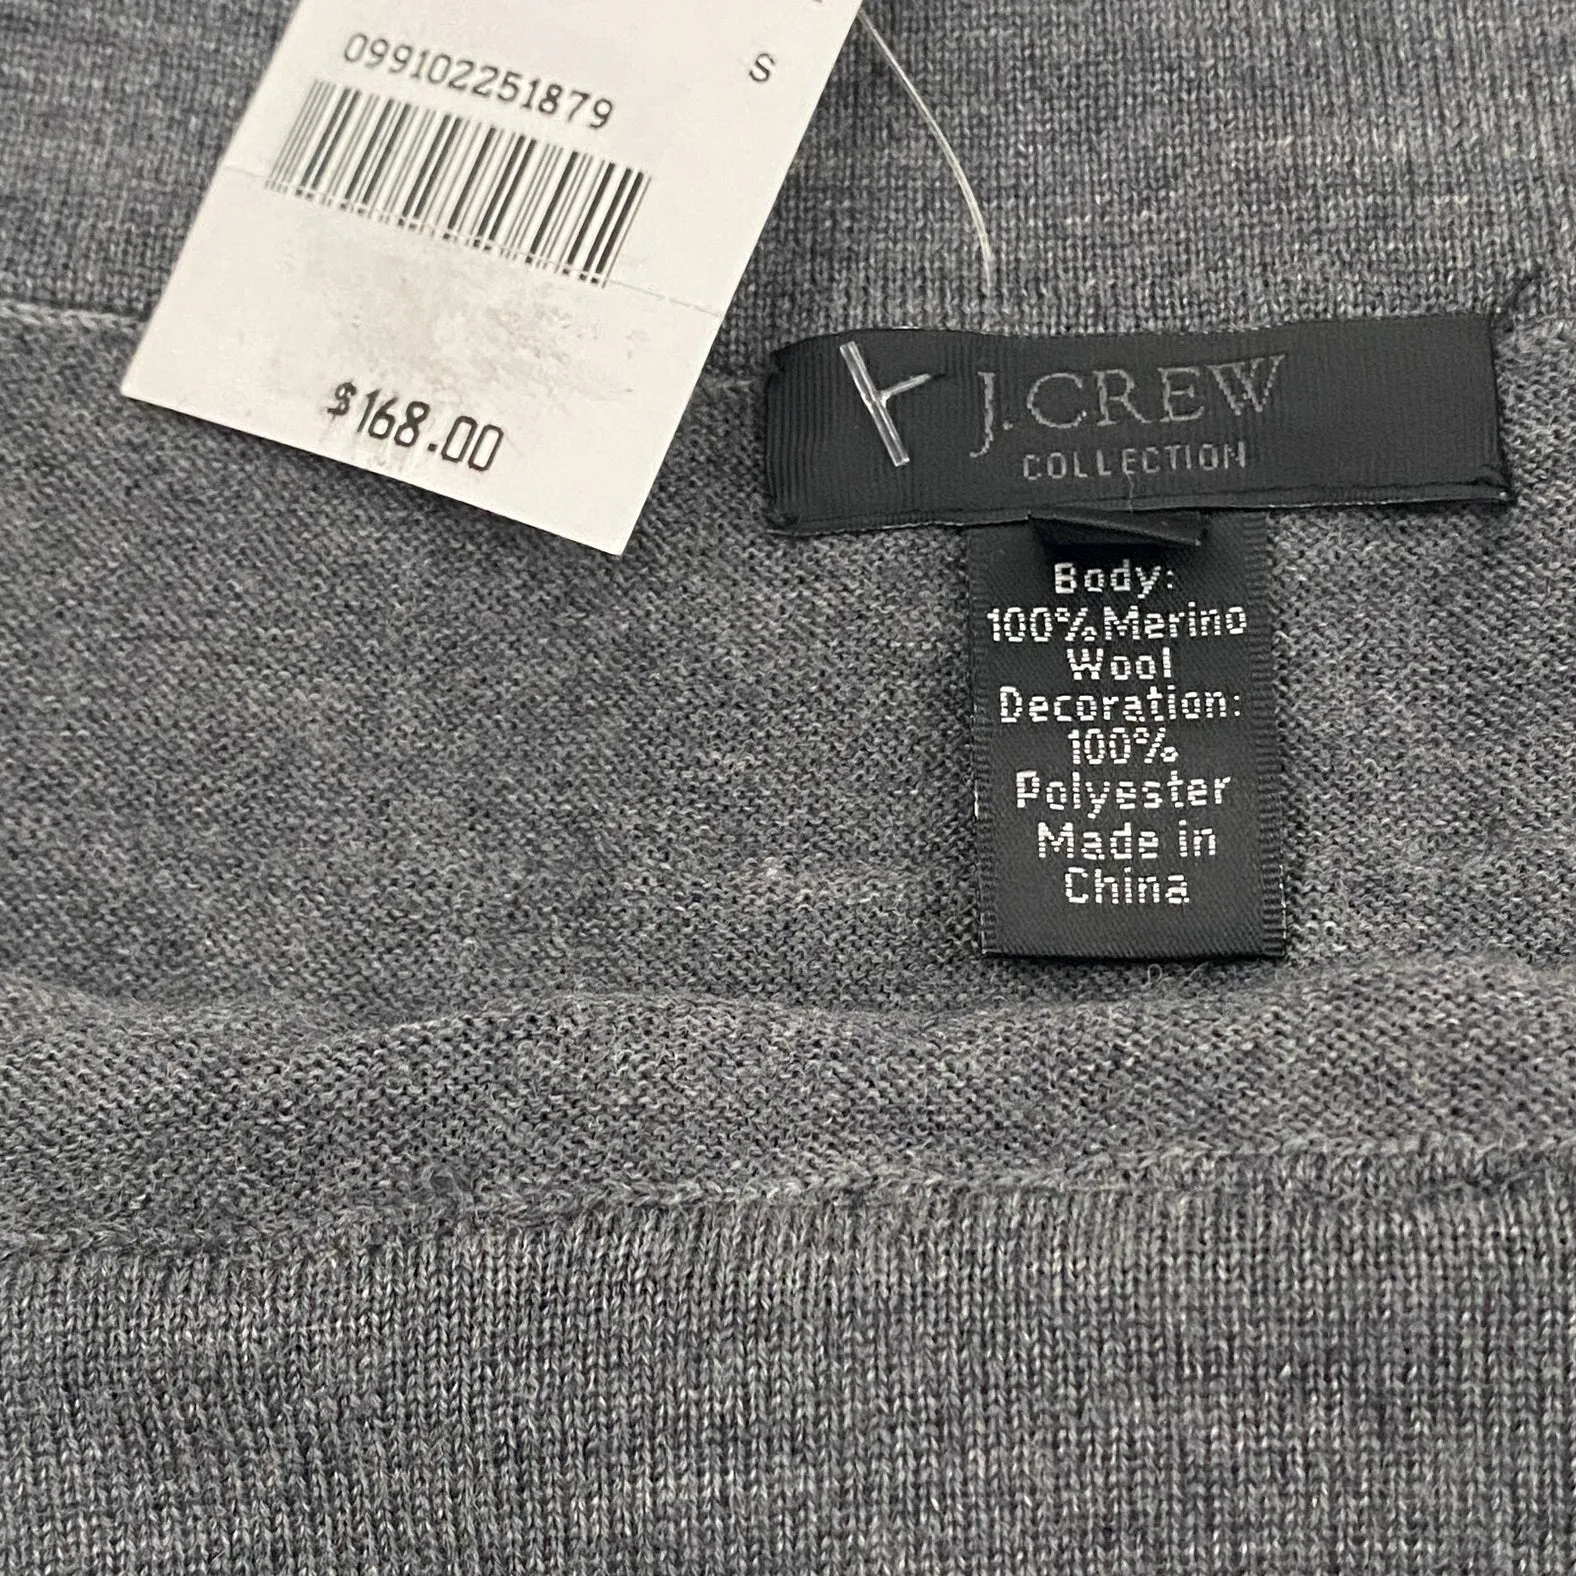 S
099102251879
$168.00
J.CREW
COLLECTION
Body:
100% Merino
Wool
Decoration:
100%
Polyester
Made in
China